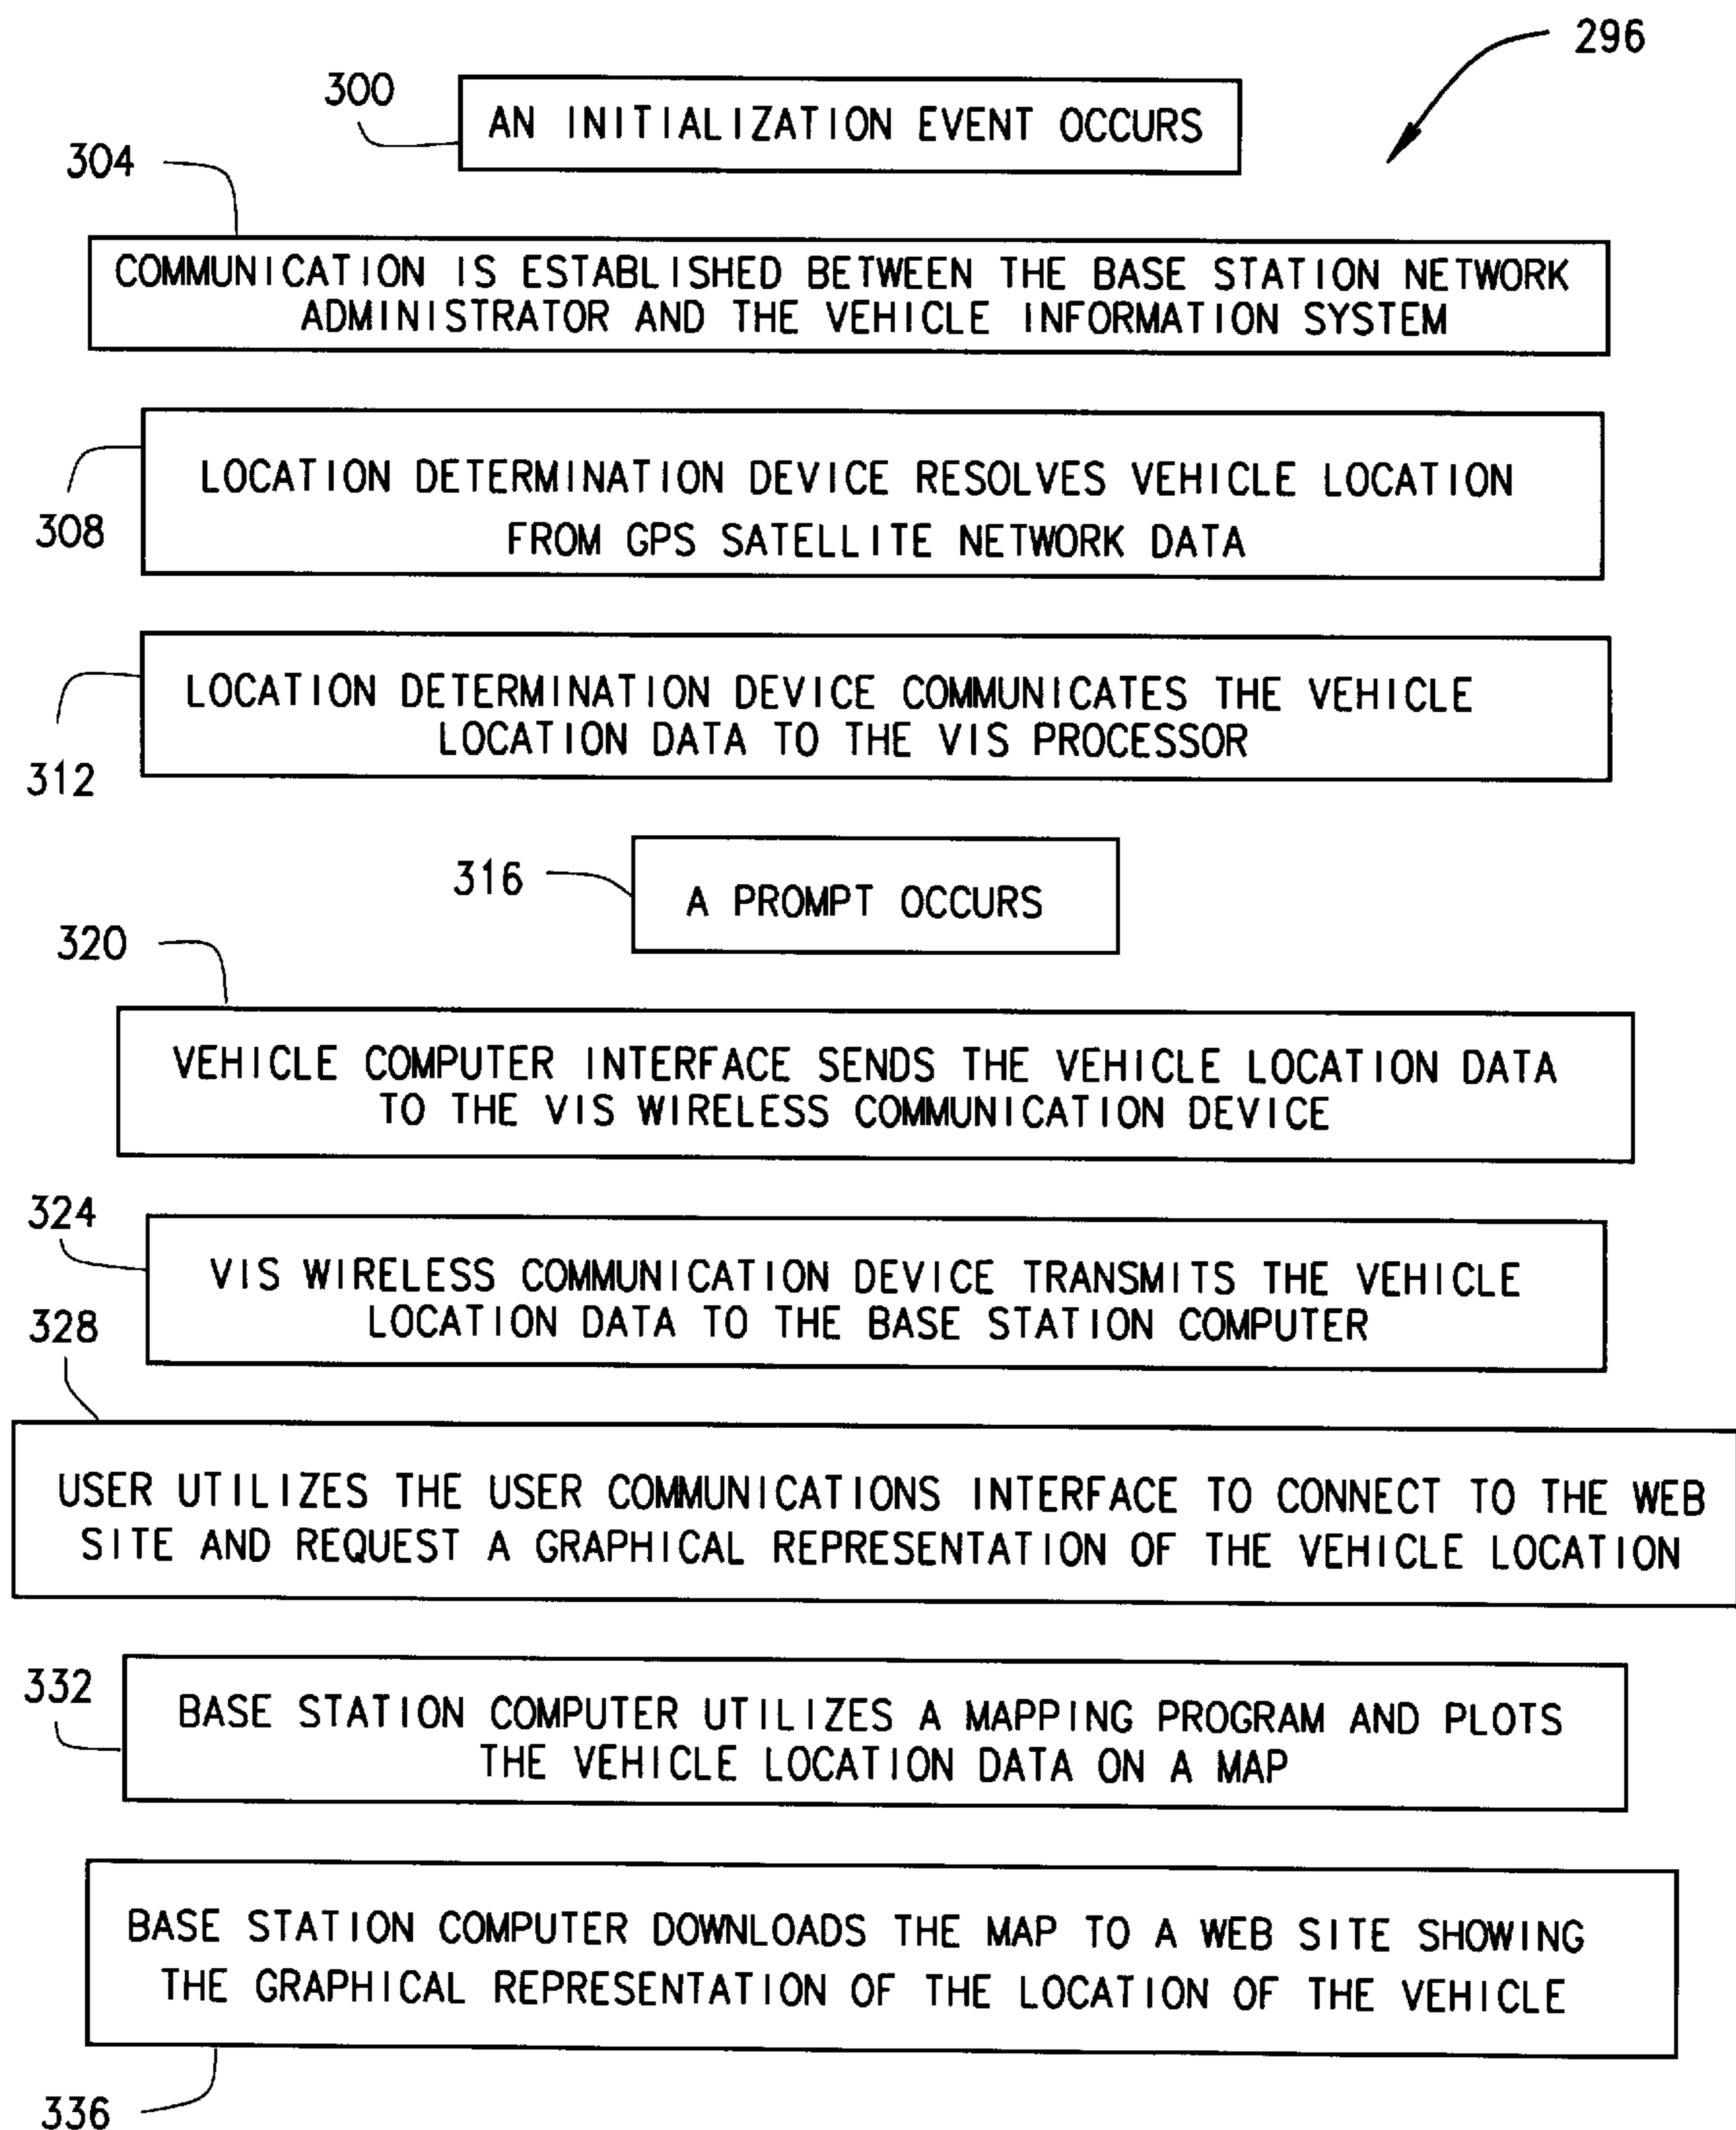 296
300
AN INITIALIZATION EVENT OCCURS
304
COMMUNICATION IS ESTABLISHED BETWEEN THE BASE STATION NETWORK
ADMINISTRATOR AND THE VEHICLE INFORMATION SYSTEM
308
LOCATION DETERMINATION DEVICE RESOLVES VEHICLE LOCATION
FROM GPS SATELLITE NETWORK DATA
312
LOCATION DETERMINATION DEVICE COMMUNICATES THE VEHICLE
LOCATION DATA TO THE VIS PROCESSOR
316
A PROMPT OCCURS
320
VEHICLE COMPUTER INTERFACE SENDS THE VEHICLE LOCATION DATA
TO THE VIS WIRELESS COMMUNICATION DEVICE
324
VIS WIRELESS COMMUNICATION DEVICE TRANSMITS THE VEHICLE
LOCATION DATA TO THE BASE STATION COMPUTER
328
USER UTILIZES THE USER COMMUNICATIONS INTERFACE TO CONNECT TO THE WEB
SITE AND REQUEST A GRAPHICAL REPRESENTATION OF THE VEHICLE LOCATION
332
BASE STATION COMPUTER UTILIZES A MAPPING PROGRAM AND PLOTS
THE VEHICLE LOCATION DATA ON A MAP
BASE STATION COMPUTER DOWNLOADS THE MAP TO A WEB SITE SHOWING
THE GRAPHICAL REPRESENTATION OF THE LOCATION OF THE VEHICLE
336